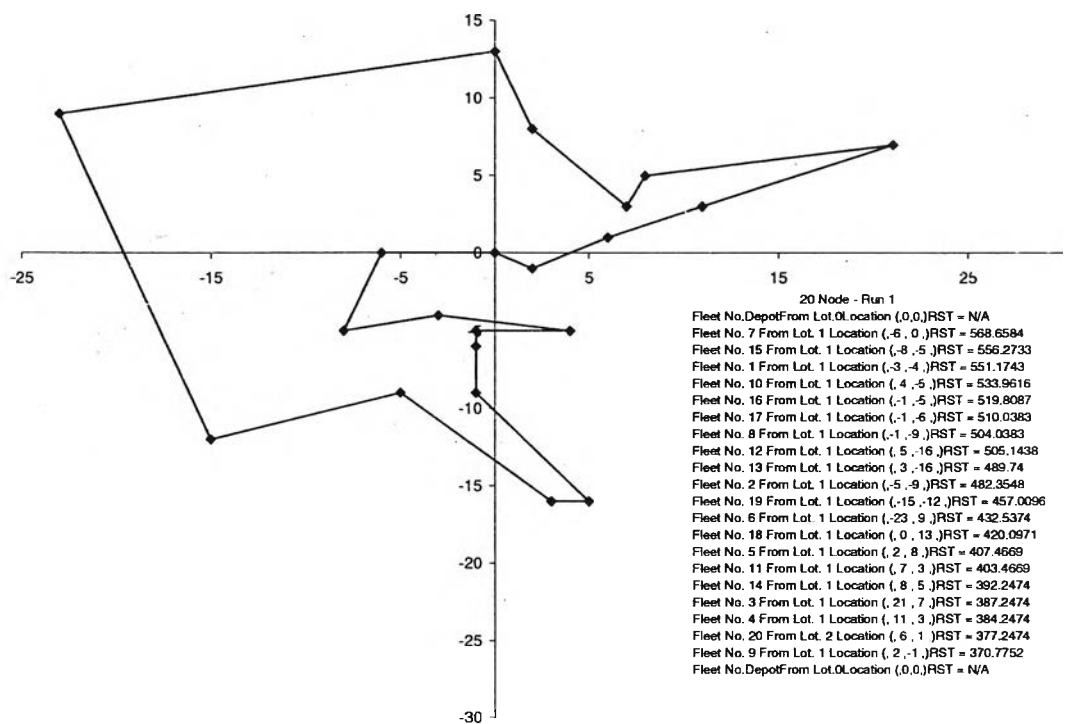 15
10
5
0
-25
-15
-5
5
15
25
-10
-15
-20
-25
-30
20 Node - Run 1
Fleet No.DepotFrom Lot.0Location (,0,0,)RST = N/A
Fleet No. 7 From Lot. 1 Location (,-6 , 0 ,)RST = 568.6584
Fleet No. 15 From Lot. 1 Location (,-8 ,-5 ,)RST = 556.2733
Fleet No. 1 From Lot. 1 Location (,-3 ,-4 ,)RST = 551.1743
Fleet No. 10 From Lot. 1 Location (, 4 ,-5 ,)RST = 533.9616
Fleet No. 16 From Lot. 1 Location (,-1 ,-5 ,)RST = 519.8087
Fleet No. 17 From Lot. 1 Location (,-1 ,-6 ,)RST = 510.0383
Fleet No. 8 From Lot. 1 Location (,-1 ,-9 ,)RST = 504.0383
Fleet No. 12 From Lot. 1 Location (, 5 ,-16 ,)RST = 505.1438
Fleet No. 13 From Lot. 1 Location (, 3 ,-16 ,)RST = 489.74
Fleet No. 2 From Lot. 1 Location (,-5 ,-9 ,)RST = 482.3548
Fleet No. 19 From Lot. 1 Location (,-15 ,-12 ,)RST = 457.0096
Fleet No. 6 From Lot. 1 Location (,-23 , 9 ,)RST = 432.5374
Fleet No. 18 From Lot. 1 Location (, 0 , 13 ,)RST = 420.0971
Fleet No. 5 From Lot. 1 Location (, 2 , 8 ,)RST = 407.4669
Fleet No. 11 From Lot. 1 Location (, 7 , 3 ,)RST = 403.4669
Fleet No. 14 From Lot. 1 Location (, 8 , 5 ,)RST = 392.2474
Fleet No. 3 From Lot. 1 Location (, 21 , 7 ,)RST = 387.2474
Fleet No. 4 From Lot. 1 Location (, 11 , 3 ,)RST = 384.2474
Fleet No. 20 From Lot. 2 Location (, 6 , 1 )RST = 377.2474
Fleet No. 9 From Lot. 1 Location (, 2 ,-1 ,)RST = 370.7752
Fleet No.DepotFrom Lot.0Location (,0,0,)RST = N/A